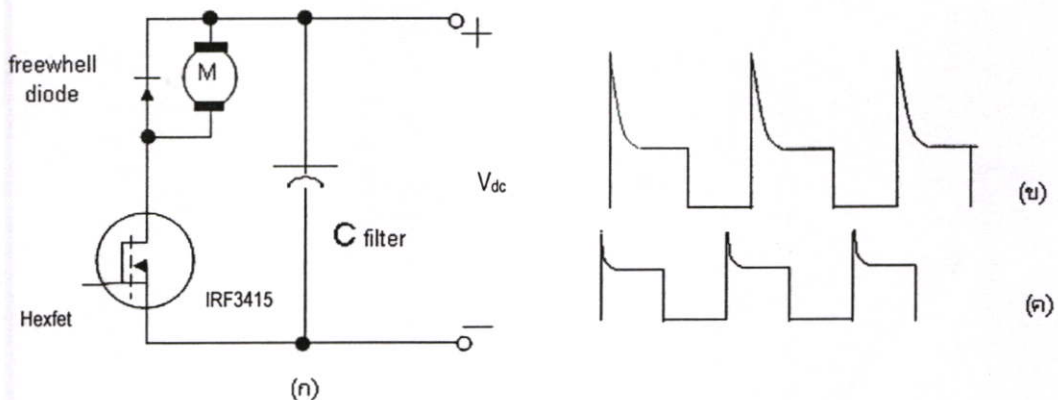 freewhell
diode
M
+
Vdc
C filter
Hexfet
IRF3415
−
(ก)
(ข)
(ค)